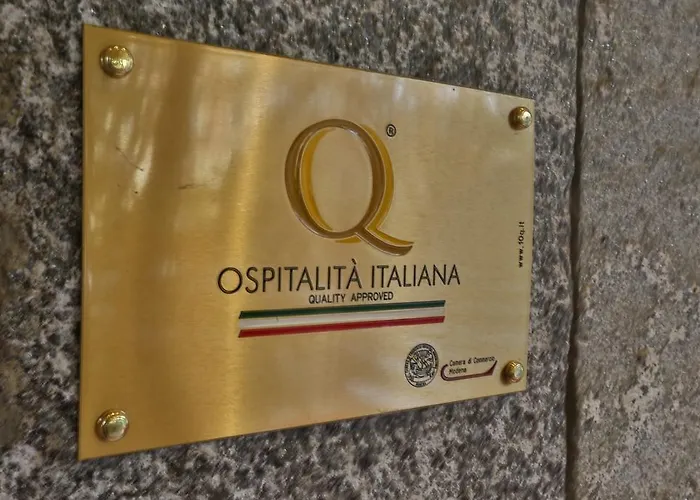 Q®
OSPITALITÀ ITALIANA
QUALITY APPROVED
www.10q.it
Camera di Commercio
Modena